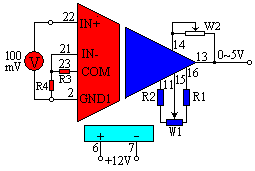 22
IN+
W2
100
mV
V
21
IN-
14
23
COM
13
0~5V
R3
16
R4
11
15
2
GND1
R2
R1
W1
+ -
6 7
+12V